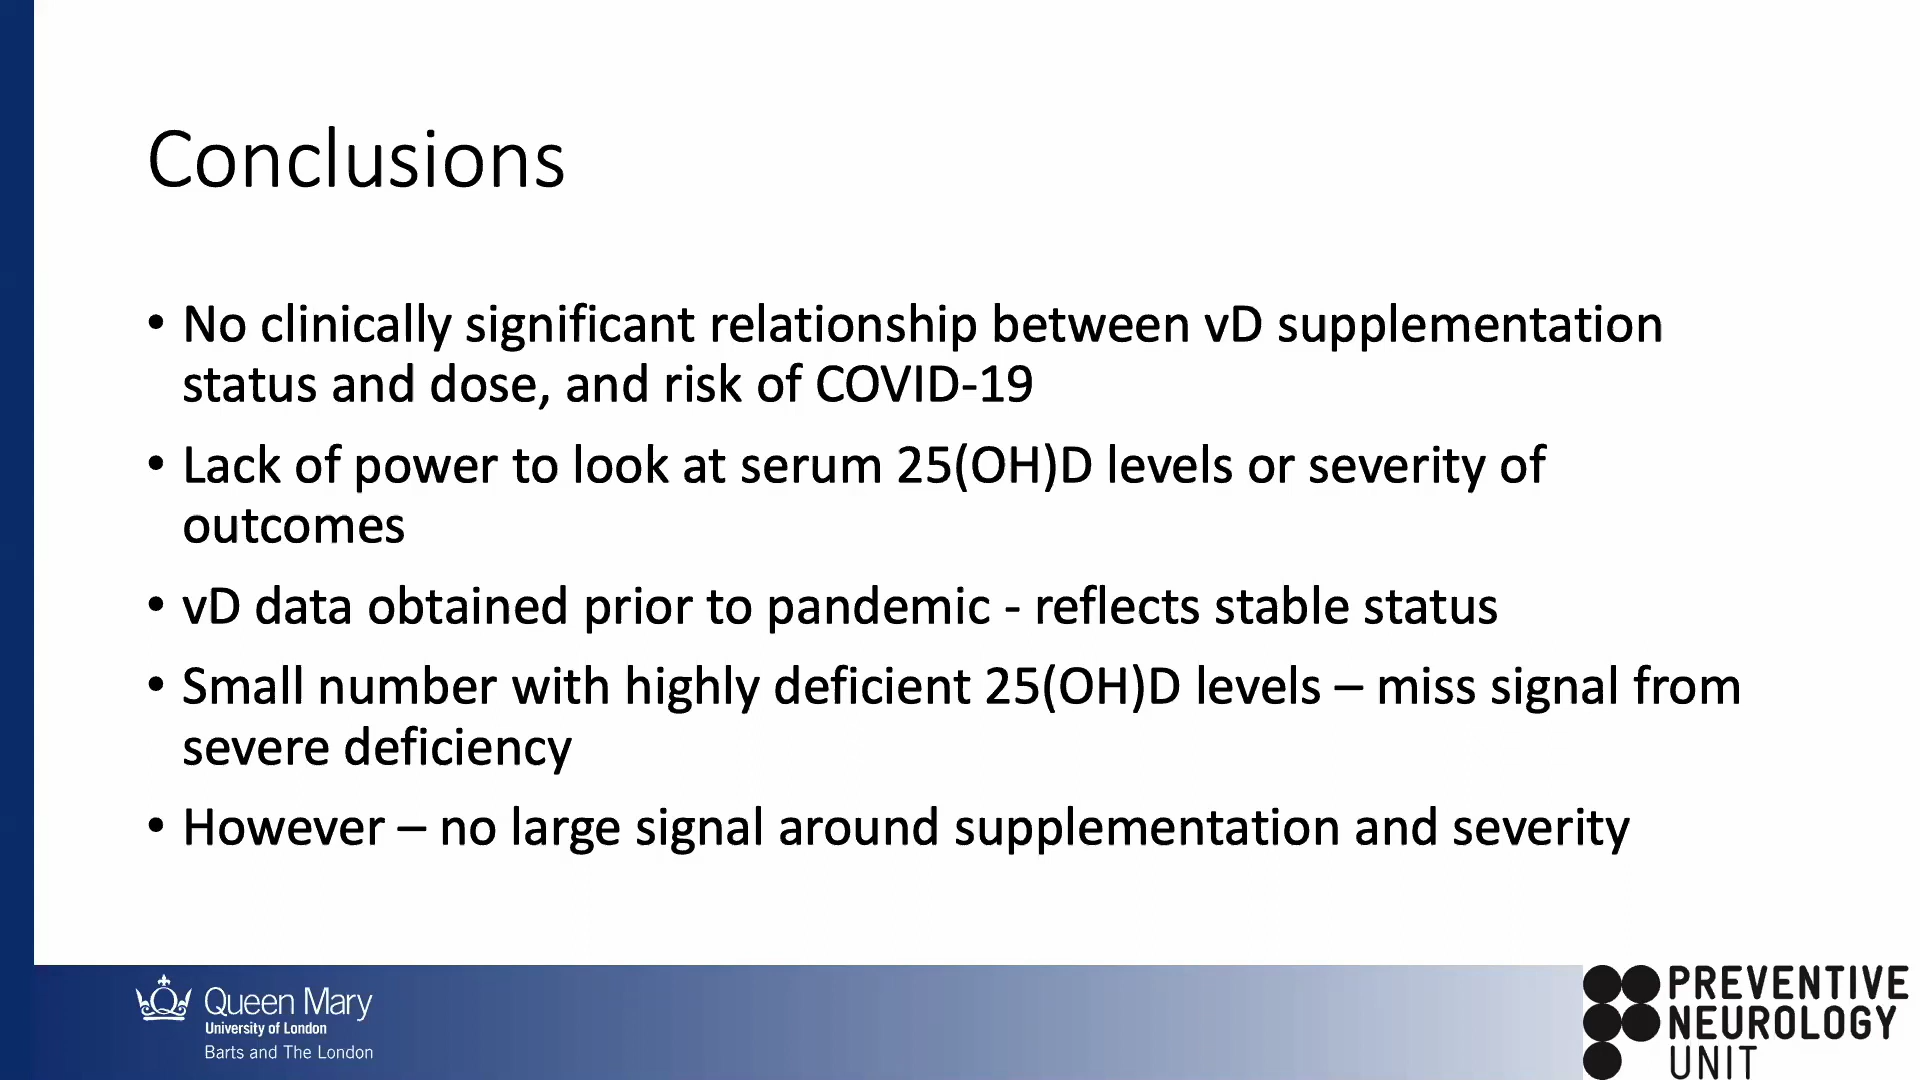 Conclusions
• No clinically significant relationship between vD supplementation
status and dose, and risk of COVID-19
• Lack of power to look at serum 25(OH)D levels or severity of
outcomes
• vD data obtained prior to pandemic - reflects stable status
• Small number with highly deficient 25(OH)D levels – miss signal from
severe deficiency
• However – no large signal around supplementation and severity
Queen Mary
University of London
Barts and The London
PREVENTIVE
NEUROLOGY
UNIT